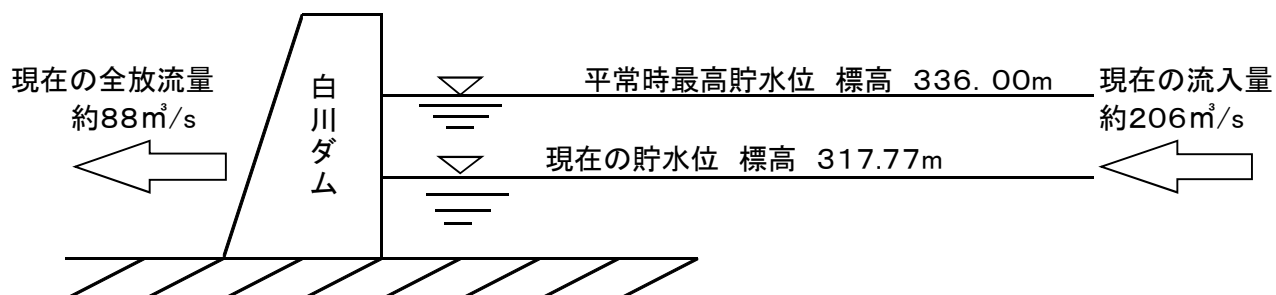 現在の全放流量
約88㎥/s
白川ダム
平常時最高貯水位 標高 336.00m
現在の貯水位 標高 317.77m
現在の流入量
約206㎥/s